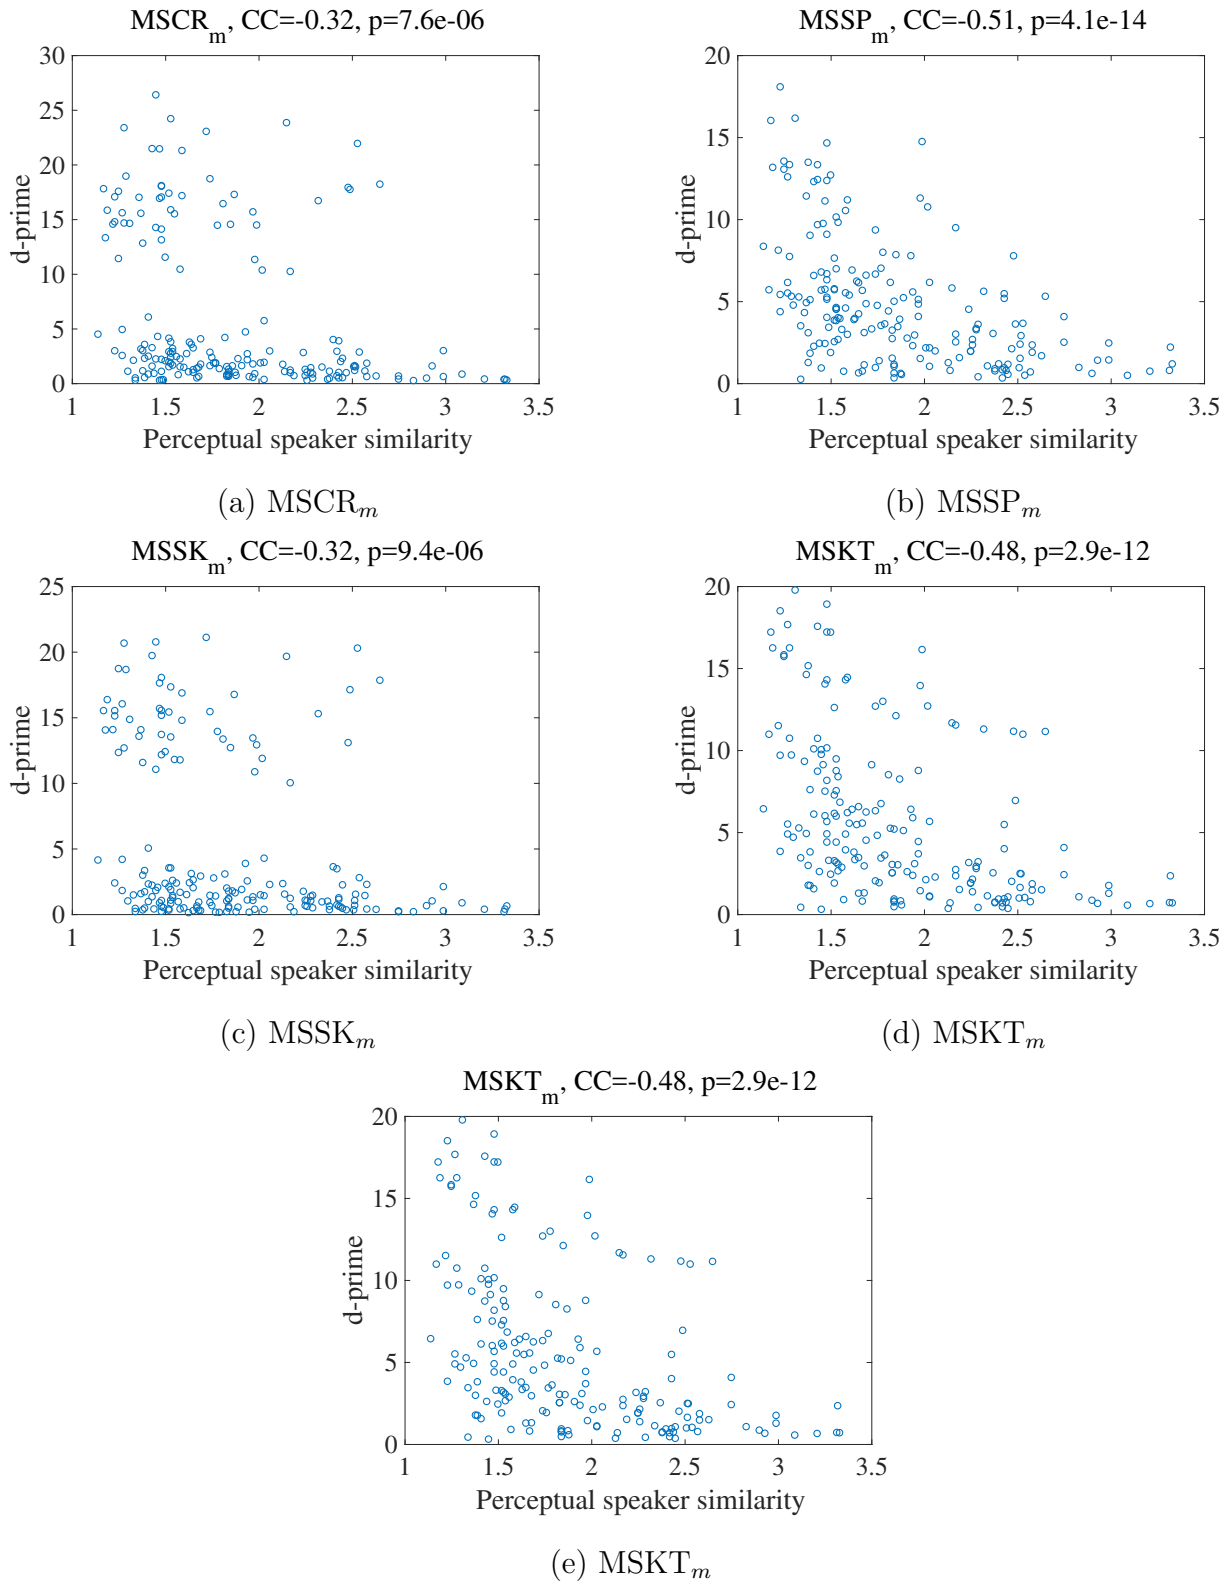 MSCR_m, CC=-0.32, p=7.6e-06
30
25
20
15
10
5
0
d-prime
1 1.5 2 2.5 3 3.5
Perceptual speaker similarity
(a) MSCR_m
MSSP_m, CC=-0.51, p=4.1e-14
20
15
10
5
0
d-prime
1 1.5 2 2.5 3 3.5
Perceptual speaker similarity
(b) MSSP_m
MSSK_m, CC=-0.32, p=9.4e-06
25
20
15
10
5
0
d-prime
1 1.5 2 2.5 3 3.5
Perceptual speaker similarity
(c) MSSK_m
MSKT_m, CC=-0.48, p=2.9e-12
20
15
10
5
0
d-prime
1 1.5 2 2.5 3 3.5
Perceptual speaker similarity
(d) MSKT_m
MSKT_m, CC=-0.48, p=2.9e-12
20
15
10
5
0
d-prime
1 1.5 2 2.5 3 3.5
Perceptual speaker similarity
(e) MSKT_m